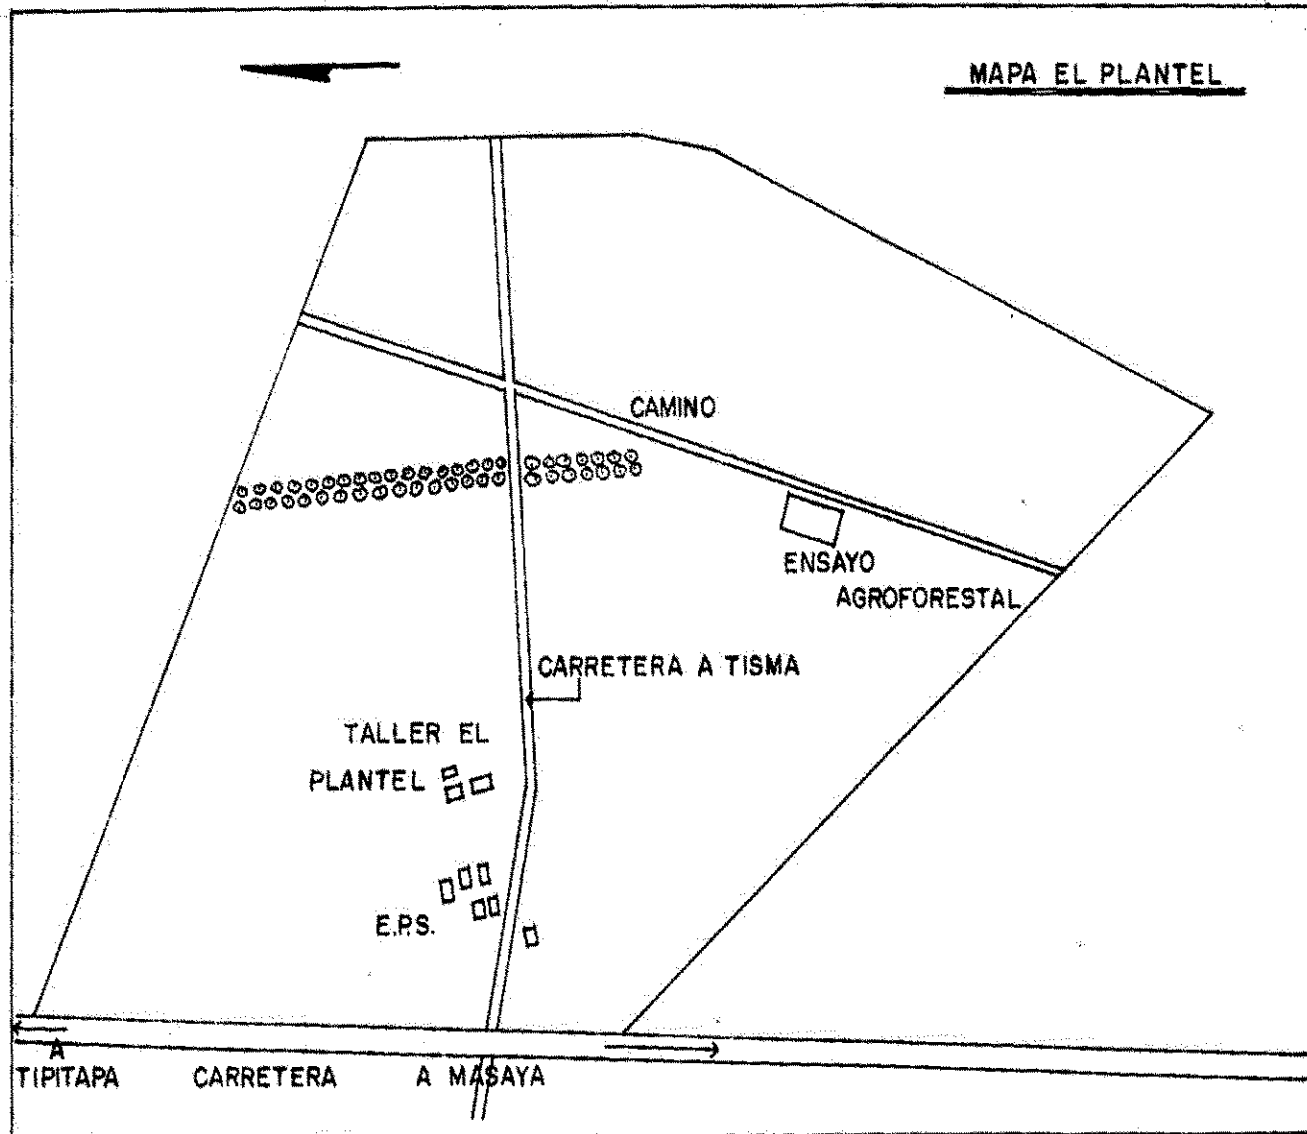 MAPA EL PLANTEL
CAMINO
ENSAYO
AGROFORESTAL
CARRETERA A TISMA
TALLER EL
PLANTEL
E.P.S.
A
TIPITAPA CARRETERA A MASAYA